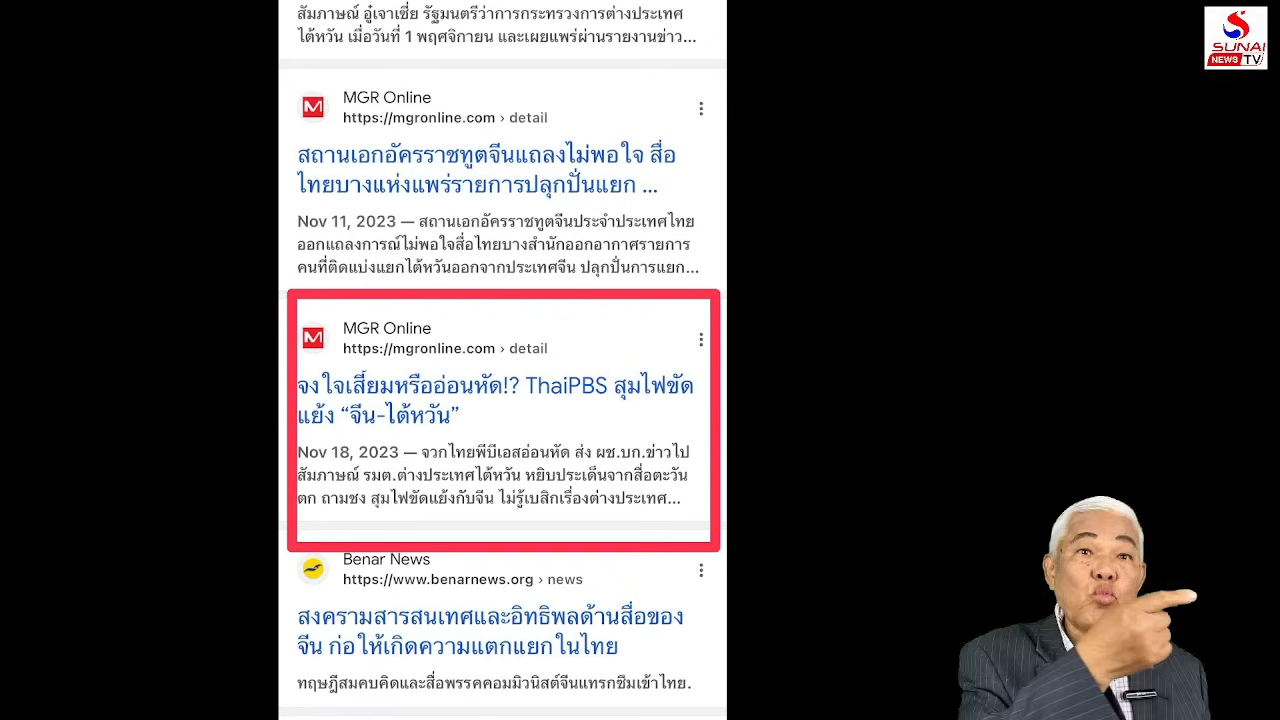 สัมภาษณ์ อู๋เจาเซี่ย รัฐมนตรีว่าการกระทรวงการต่างประเทศ
ไต้หวัน เมื่อวันที่ 1 พฤศจิกายน และเผยแพร่ผ่านรายงานข่าว...
SUNAI
NEWS TV
MGR Online
https://mgronline.com › detail
สถานเอกอัครราชทูตจีนแถลงไม่พอใจ สื่อ
ไทยบางแห่งแพร่รายการปลุกปั่นแยก ...
Nov 11, 2023 — สถานเอกอัครราชทูตจีนประจำประเทศไทย
ออกแถลงการณ์ไม่พอใจสื่อไทยบางสำนักออกอากาศรายการ
คนที่ติดแบ่งแยกไต้หวันออกจากประเทศจีน ปลุกปั่นการแยก...
MGR Online
https://mgronline.com › detail
จงใจเสี้ยมหรืออ่อนหัด!? ThaiPBS สุมไฟขัด
แย้ง “จีน-ไต้หวัน”
Nov 18, 2023 — จวกไทยพีบีเอสอ่อนหัด ส่ง ผช.บก.ข่าวไป
สัมภาษณ์ รมต.ต่างประเทศไต้หวัน หยิบประเด็นจากสื่อตะวัน
ตก ถามชง สุมไฟขัดแย้งกับจีน ไม่รู้เบสิกเรื่องต่างประเทศ...
Benar News
https://www.benarnews.org › news
สงครามสารสนเทศและอิทธิพลด้านสื่อของ
จีน ก่อให้เกิดความแตกแยกในไทย
ทฤษฎีสมคบคิดและสื่อพรรคคอมมิวนิสต์จีนแทรกซึมเข้าไทย.